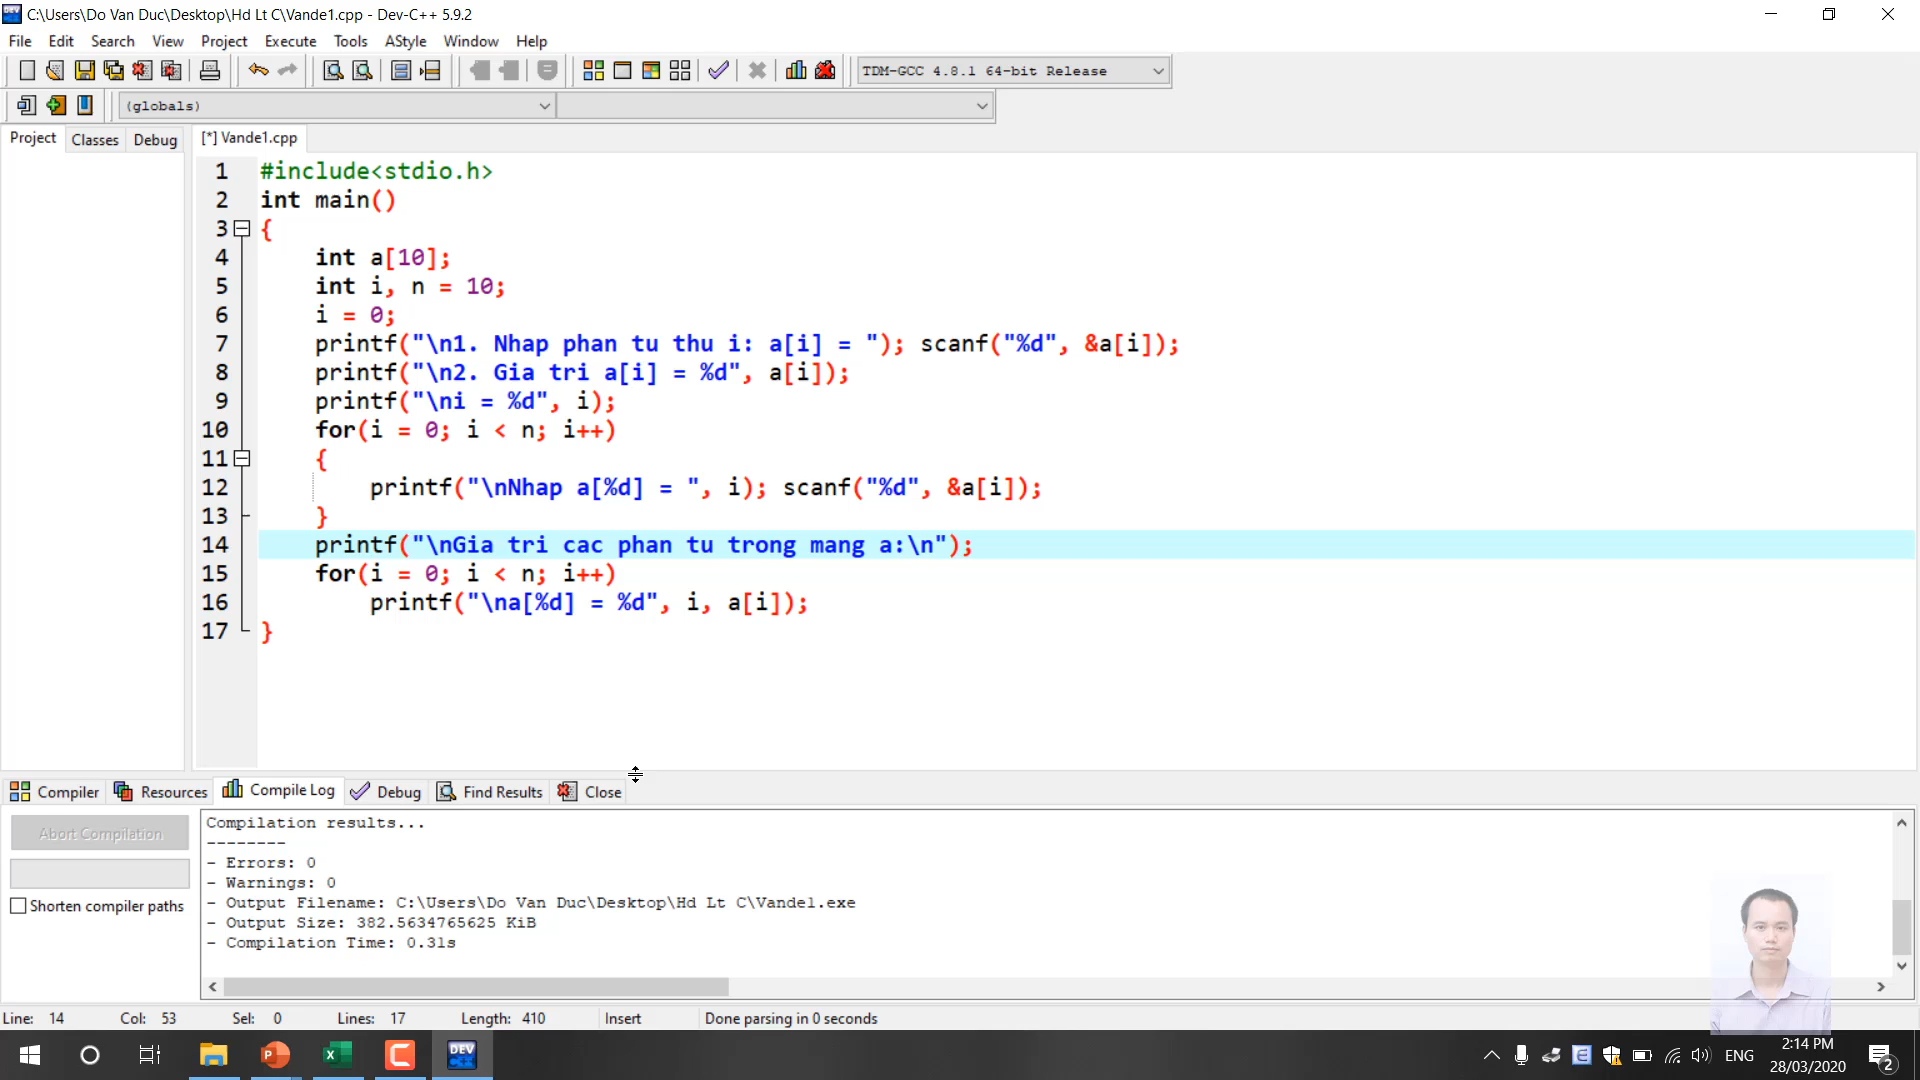 C:\Users\Do Van Duc\Desktop\Hd Lt C\Vande1.cpp - Dev-C++ 5.9.2
File Edit Search View Project Execute Tools AStyle Window Help
TDM-GCC 4.8.1 64-bit Release
(globals)
Project Classes Debug [*] Vande1.cpp
1 #include<stdio.h>
2 int main()
3 {
4 int a[10];
5 int i, n = 10;
6 i = 0;
7 printf("\n1. Nhap phan tu thu i: a[i] = "); scanf("%d", &a[i]);
8 printf("\n2. Gia tri a[i] = %d", a[i]);
9 printf("\ni = %d", i);
10 for(i = 0; i < n; i++)
11 {
12 printf("\nNhap a[%d] = ", i); scanf("%d", &a[i]);
13 }
14 printf("\nGia tri cac phan tu trong mang a:\n");
15 for(i = 0; i < n; i++)
16 printf("\na[%d] = %d", i, a[i]);
17 }
Compiler Resources Compile Log Debug Find Results Close
Abort Compilation
Shorten compiler paths
Compilation results...
--------
- Errors: 0
- Warnings: 0
- Output Filename: C:\Users\Do Van Duc\Desktop\Hd Lt C\Vande1.exe
- Output Size: 382.5634765625 KiB
- Compilation Time: 0.31s
Line: 14 Col: 53 Sel: 0 Lines: 17 Length: 410 Insert Done parsing in 0 seconds
DEV
ENG
2:14 PM
28/03/2020
2